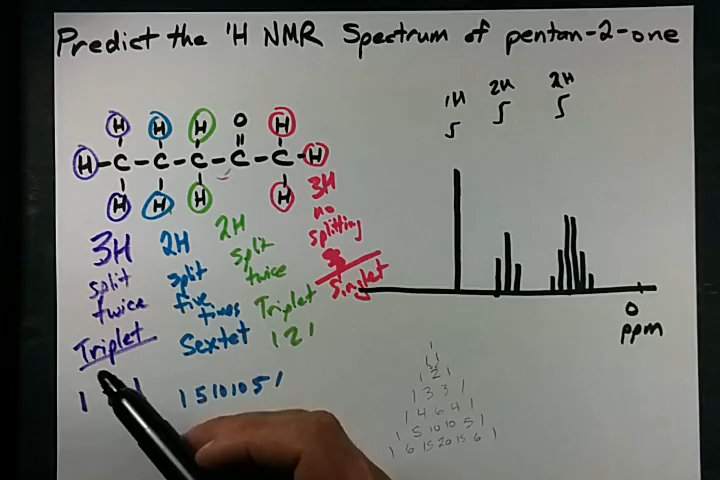 Predict the ¹H NMR Spectrum of pentan-2-one
1H 2H 2H
S S S
H H H O H
H-C-C-C-C-C-H
H H H H
3H split twice Triplet
1 1
2H split five times Sextet
1 5 10 10 5 1
2H split twice Triplet
1 2 1
3H no splitting
Singlet
0
ppm
1
1 1
1 2 1
1 3 3 1
1 4 6 4 1
1 5 10 10 5 1
1 6 15 20 15 6 1